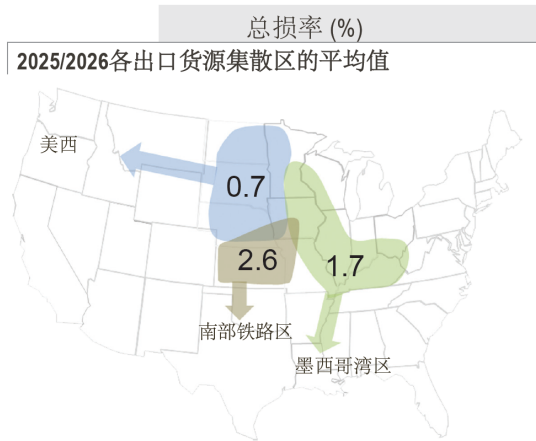 总损率 (%)
2025/2026各出口货源集散区的平均值
美西
0.7
2.6
1.7
南部铁路区
墨西哥湾区